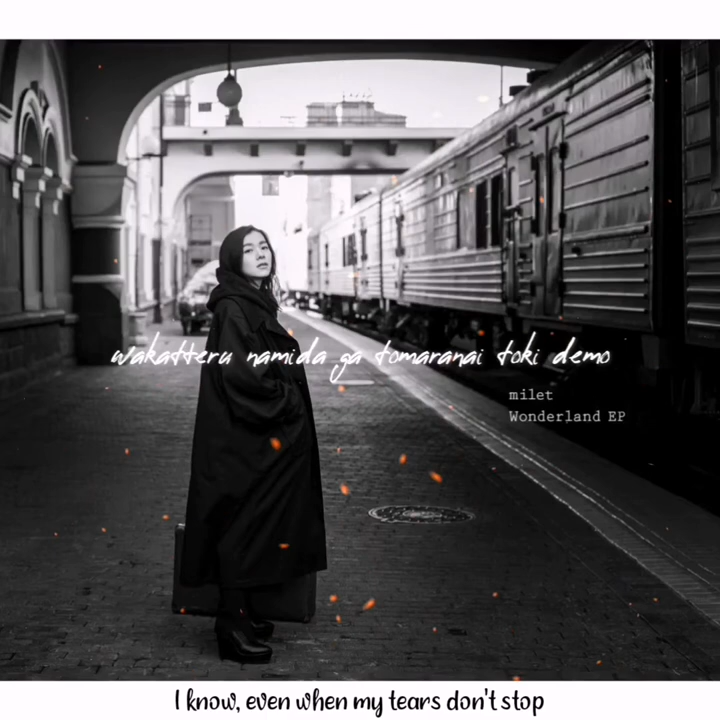 wakatteru namida ga tomaranai toki demo
milet
Wonderland EP
I know, even when my tears don't stop